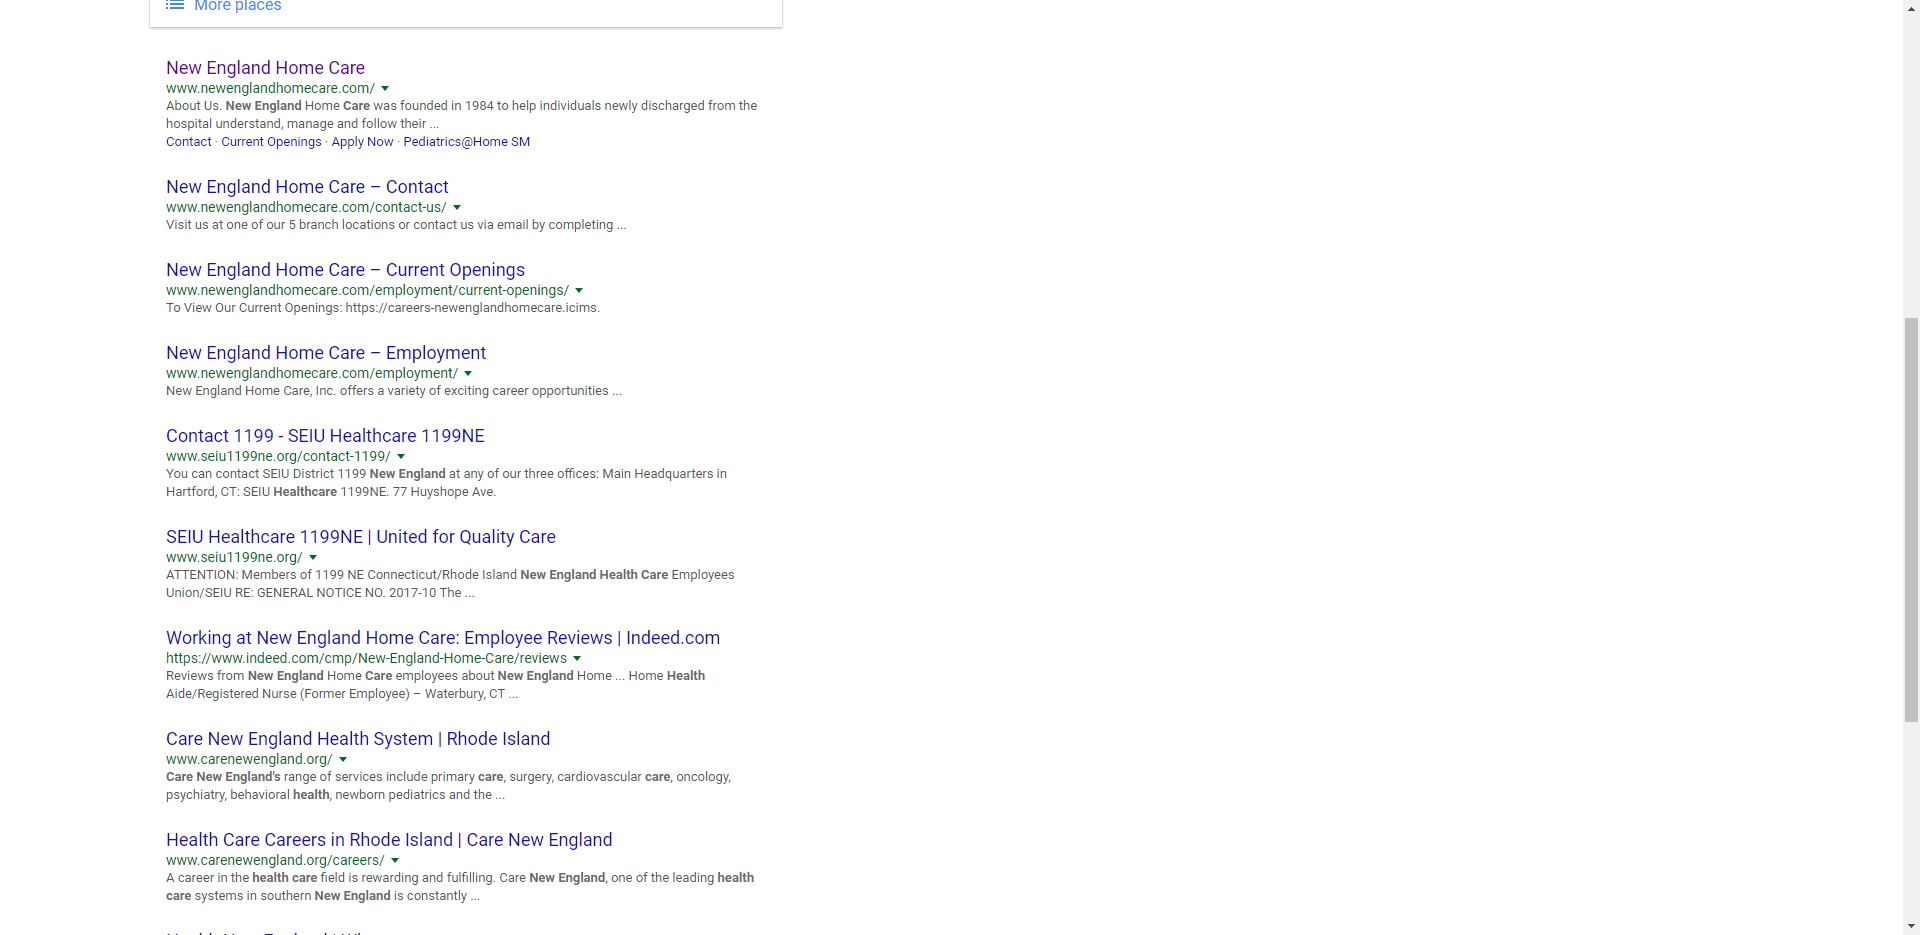 More places
New England Home Care
www.newenglandhomecare.com/
About Us. New England Home Care was founded in 1984 to help individuals newly discharged from the
hospital understand, manage and follow their ...
Contact · Current Openings · Apply Now · Pediatrics@Home SM
New England Home Care – Contact
www.newenglandhomecare.com/contact-us/
Visit us at one of our 5 branch locations or contact us via email by completing ...
New England Home Care – Current Openings
www.newenglandhomecare.com/employment/current-openings/
To View Our Current Openings: https://careers-newenglandhomecare.icims.
New England Home Care – Employment
www.newenglandhomecare.com/employment/
New England Home Care, Inc. offers a variety of exciting career opportunities ...
Contact 1199 - SEIU Healthcare 1199NE
www.seiu1199ne.org/contact-1199/
You can contact SEIU District 1199 New England at any of our three offices: Main Headquarters in
Hartford, CT: SEIU Healthcare 1199NE. 77 Huyshope Ave.
SEIU Healthcare 1199NE | United for Quality Care
www.seiu1199ne.org/
ATTENTION: Members of 1199 NE Connecticut/Rhode Island New England Health Care Employees
Union/SEIU RE: GENERAL NOTICE NO. 2017-10 The ...
Working at New England Home Care: Employee Reviews | Indeed.com
https://www.indeed.com/cmp/New-England-Home-Care/reviews
Reviews from New England Home Care employees about New England Home ... Home Health
Aide/Registered Nurse (Former Employee) – Waterbury, CT ...
Care New England Health System | Rhode Island
www.carenewengland.org/
Care New England's range of services include primary care, surgery, cardiovascular care, oncology,
psychiatry, behavioral health, newborn pediatrics and the ...
Health Care Careers in Rhode Island | Care New England
www.carenewengland.org/careers/
A career in the health care field is rewarding and fulfilling. Care New England, one of the leading health
care systems in southern New England is constantly ...